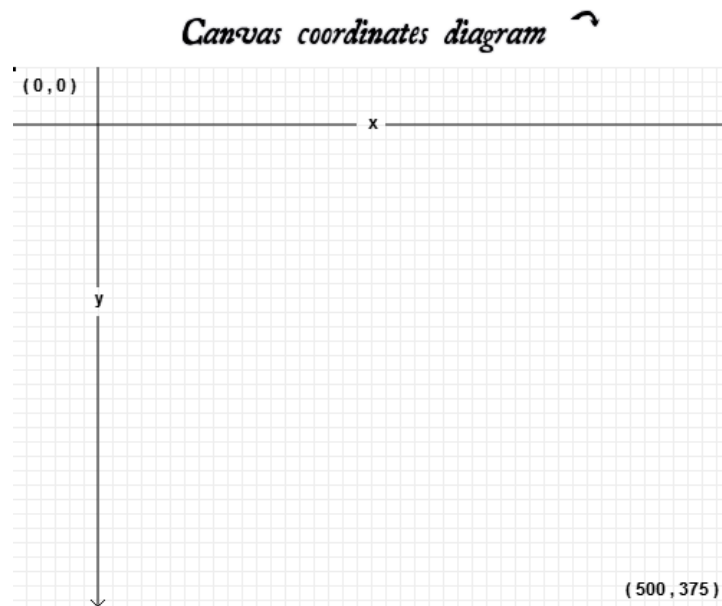 Canvas coordinates diagram
(0,0)
x
y
(500,375)